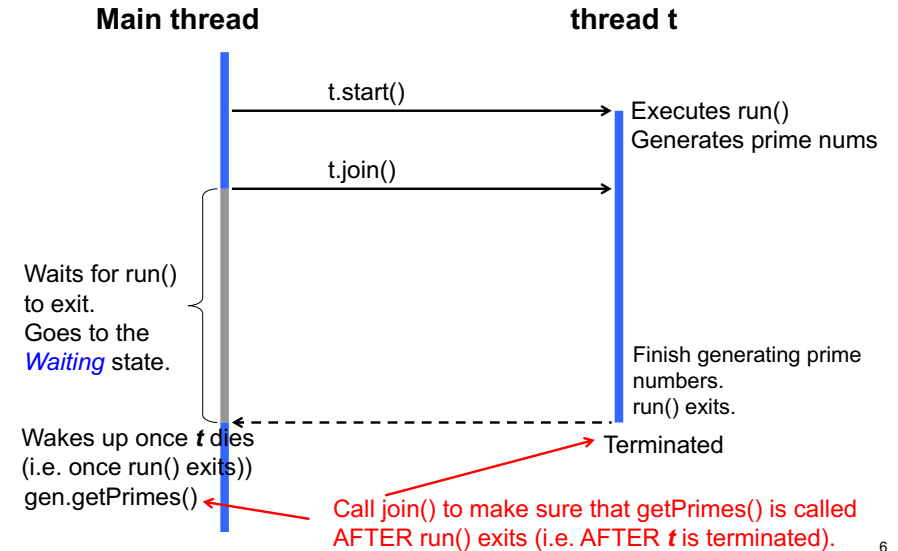 Main thread
thread t
t.start()
Executes run()
Generates prime nums
t.join()
Waits for run()
to exit.
Goes to the
Waiting state.
Finish generating prime
numbers.
run() exits.
Wakes up once t dies
(i.e. once run() exits))
gen.getPrimes()
Terminated
Call join() to make sure that getPrimes() is called
AFTER run() exits (i.e. AFTER t is terminated).
6